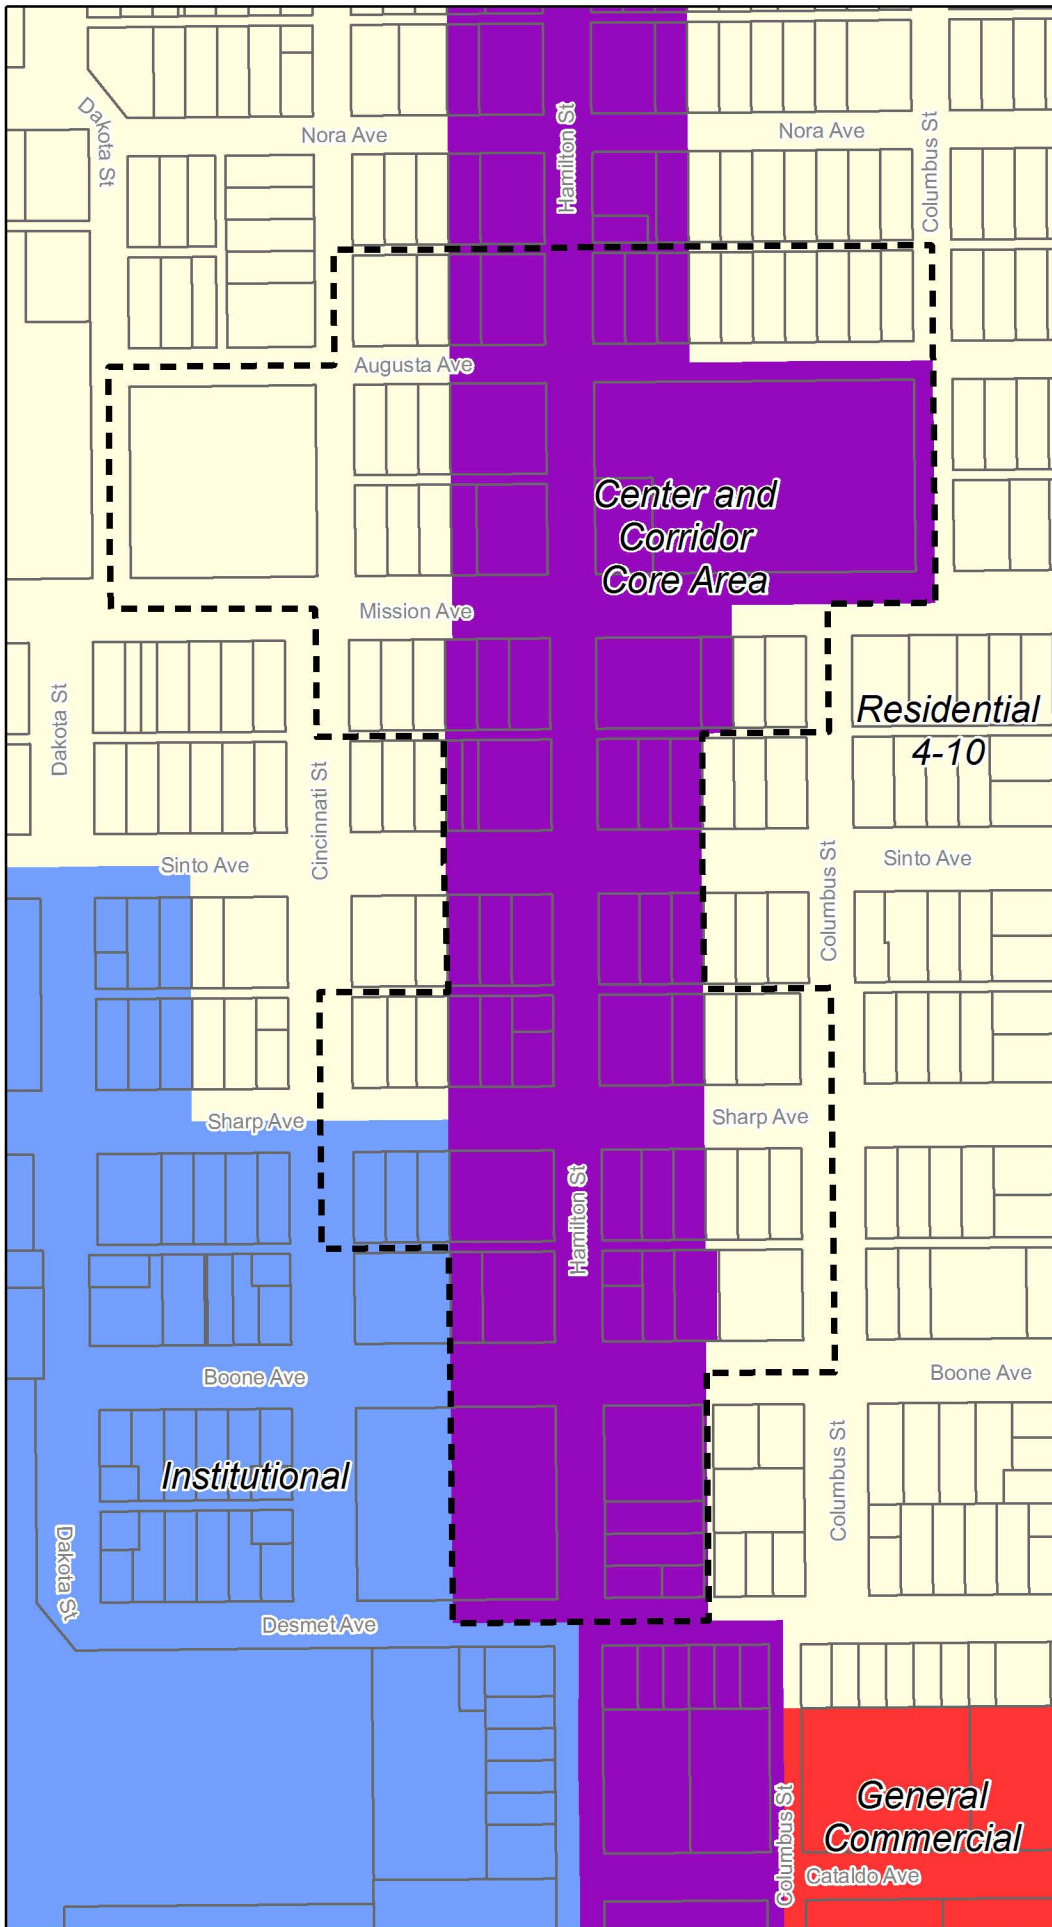 Dakota St
Nora Ave
Hamilton St
Nora Ave
Columbus St
Augusta Ave
Center and
Corridor
Core Area
Mission Ave
Dakota St
Cincinnati St
Residential
4-10
Sinto Ave
Columbus St
Sinto Ave
Sharp Ave
Sharp Ave
Hamilton St
Boone Ave
Boone Ave
Institutional
Columbus St
Dakota St
Desmet Ave
Columbus St
General
Commercial
Cataldo Ave